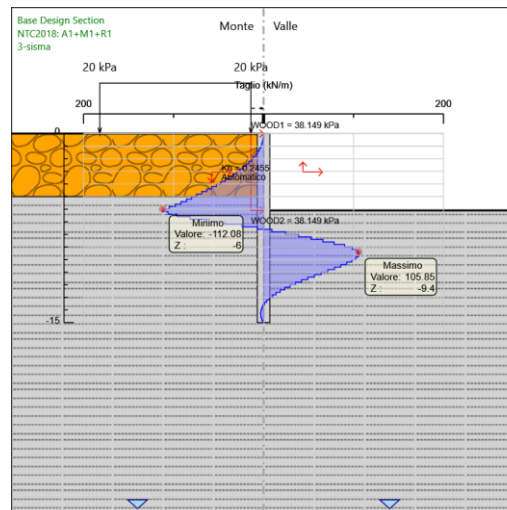 Base Design Section
NTC2018: A1+M1+R1
3-sisma
Monte
Valle
20 kPa
20 kPa
Taglio (kN/m)
200
200
WOOD1 = 38.149 kPa
0
Kh = 0.2455
Automatico
WOOD2 = 38.149 kPa
Minimo
Valore: -112.08
Z : -6
Massimo
Valore: 105.85
Z : -9.4
-15